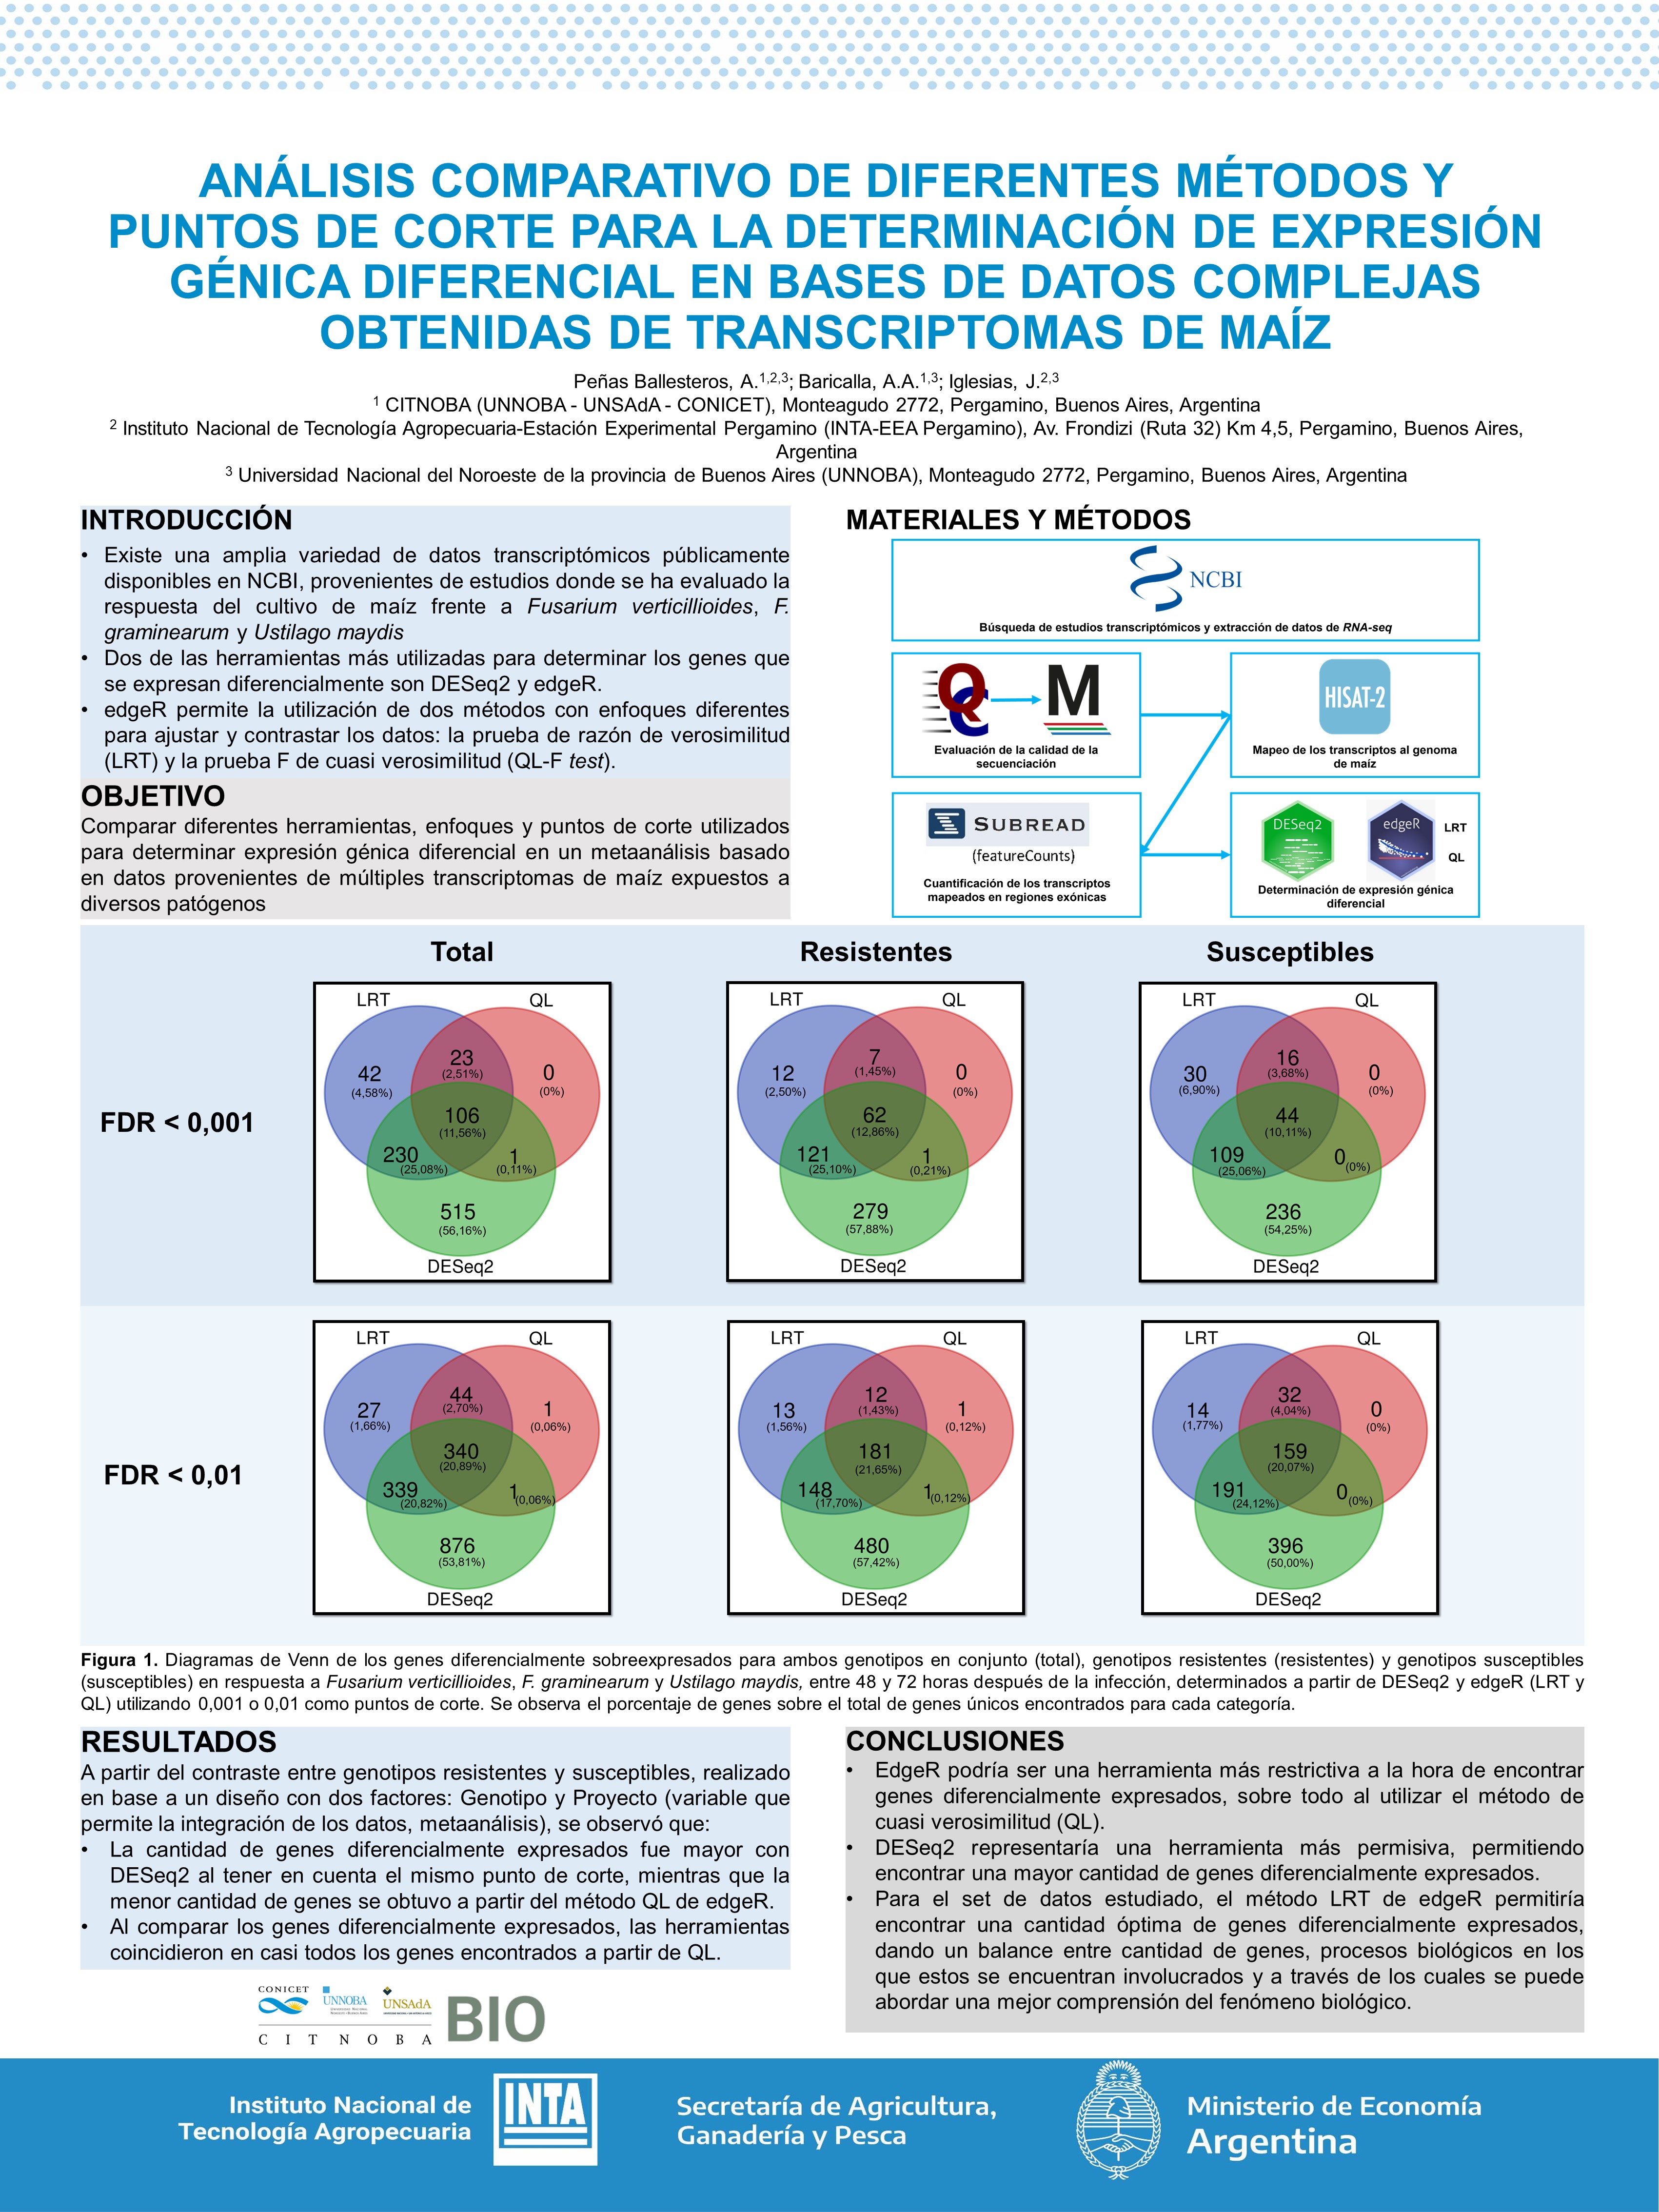 ANÁLISIS COMPARATIVO DE DIFERENTES MÉTODOS Y
PUNTOS DE CORTE PARA LA DETERMINACIÓN DE EXPRESIÓN
GÉNICA DIFERENCIAL EN BASES DE DATOS COMPLEJAS
OBTENIDAS DE TRANSCRIPTOMAS DE MAÍZ
Peñas Ballesteros, A.1,2,3; Baricalla, A.A.1,3; Iglesias, J.2,3
1 CITNOBA (UNNOBA - UNSAdA - CONICET), Monteagudo 2772, Pergamino, Buenos Aires, Argentina
2 Instituto Nacional de Tecnología Agropecuaria-Estación Experimental Pergamino (INTA-EEA Pergamino), Av. Frondizi (Ruta 32) Km 4,5, Pergamino, Buenos Aires,
Argentina
3 Universidad Nacional del Noroeste de la provincia de Buenos Aires (UNNOBA), Monteagudo 2772, Pergamino, Buenos Aires, Argentina
INTRODUCCIÓN
• Existe una amplia variedad de datos transcriptómicos públicamente
disponibles en NCBI, provenientes de estudios donde se ha evaluado la
respuesta del cultivo de maíz frente a Fusarium verticillioides, F.
graminearum y Ustilago maydis
• Dos de las herramientas más utilizadas para determinar los genes que
se expresan diferencialmente son DESeq2 y edgeR.
• edgeR permite la utilización de dos métodos con enfoques diferentes
para ajustar y contrastar los datos: la prueba de razón de verosimilitud
(LRT) y la prueba F de cuasi verosimilitud (QL-F test).
OBJETIVO
Comparar diferentes herramientas, enfoques y puntos de corte utilizados
para determinar expresión génica diferencial en un metaanálisis basado
en datos provenientes de múltiples transcriptomas de maíz expuestos a
diversos patógenos
MATERIALES Y MÉTODOS
NCBI
Búsqueda de estudios transcriptómicos y extracción de datos de RNA-seq
QC M
Evaluación de la calidad de la
secuenciación
HISAT-2
Mapeo de los transcriptos al genoma
de maíz
SUBREAD
(featureCounts)
Cuantificación de los transcriptos
mapeados en regiones exónicas
DESeq2 edgeR LRT
QL
Determinación de expresión génica
diferencial
Total Resistentes Susceptibles
FDR < 0,001
LRT QL
42 (4,58%)
23 (2,51%)
0 (0%)
106 (11,56%)
230 (25,08%)
1 (0,11%)
515 (56,16%)
DESeq2
LRT QL
12 (2,50%)
7 (1,45%)
0 (0%)
62 (12,86%)
121 (25,10%)
1 (0,21%)
279 (57,88%)
DESeq2
LRT QL
30 (6,90%)
16 (3,68%)
0 (0%)
44 (10,11%)
109 (25,06%)
0 (0%)
236 (54,25%)
DESeq2
FDR < 0,01
LRT QL
27 (1,66%)
44 (2,70%)
1 (0,06%)
340 (20,89%)
339 (20,82%)
1 (0,06%)
876 (53,81%)
DESeq2
LRT QL
13 (1,56%)
12 (1,43%)
1 (0,12%)
181 (21,65%)
148 (17,70%)
1 (0,12%)
480 (57,42%)
DESeq2
LRT QL
14 (1,77%)
32 (4,04%)
0 (0%)
159 (20,07%)
191 (24,12%)
0 (0%)
396 (50,00%)
DESeq2
Figura 1. Diagramas de Venn de los genes diferencialmente sobreexpresados para ambos genotipos en conjunto (total), genotipos resistentes (resistentes) y genotipos susceptibles
(susceptibles) en respuesta a Fusarium verticillioides, F. graminearum y Ustilago maydis, entre 48 y 72 horas después de la infección, determinados a partir de DESeq2 y edgeR (LRT y
QL) utilizando 0,001 o 0,01 como puntos de corte. Se observa el porcentaje de genes sobre el total de genes únicos encontrados para cada categoría.
RESULTADOS
A partir del contraste entre genotipos resistentes y susceptibles, realizado
en base a un diseño con dos factores: Genotipo y Proyecto (variable que
permite la integración de los datos, metaanálisis), se observó que:
• La cantidad de genes diferencialmente expresados fue mayor con
DESeq2 al tener en cuenta el mismo punto de corte, mientras que la
menor cantidad de genes se obtuvo a partir del método QL de edgeR.
• Al comparar los genes diferencialmente expresados, las herramientas
coincidieron en casi todos los genes encontrados a partir de QL.
CONCLUSIONES
• EdgeR podría ser una herramienta más restrictiva a la hora de encontrar
genes diferencialmente expresados, sobre todo al utilizar el método de
cuasi verosimilitud (QL).
• DESeq2 representaría una herramienta más permisiva, permitiendo
encontrar una mayor cantidad de genes diferencialmente expresados.
• Para el set de datos estudiado, el método LRT de edgeR permitiría
encontrar una cantidad óptima de genes diferencialmente expresados,
dando un balance entre cantidad de genes, procesos biológicos en los
que estos se encuentran involucrados y a través de los cuales se puede
abordar una mejor comprensión del fenómeno biológico.
CONICET UNNOBA UNSAdA
CITNOBA
BIO
Instituto Nacional de
Tecnología Agropecuaria
INTA
Secretaría de Agricultura,
Ganadería y Pesca
Ministerio de Economía
Argentina